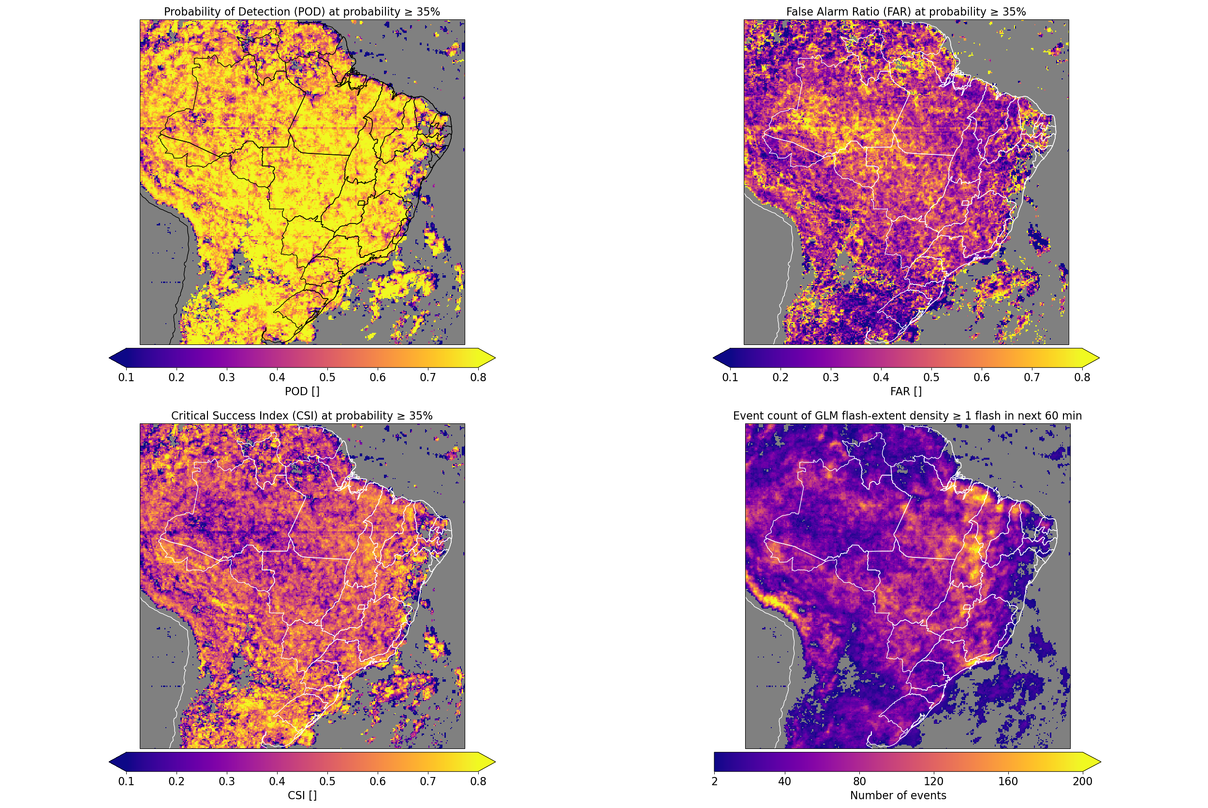 Probability of Detection (POD) at probability ≥ 35%
False Alarm Ratio (FAR) at probability ≥ 35%
0.1 0.2 0.3 0.4 0.5 0.6 0.7 0.8
POD []
0.1 0.2 0.3 0.4 0.5 0.6 0.7 0.8
FAR []
Critical Success Index (CSI) at probability ≥ 35%
Event count of GLM flash-extent density ≥ 1 flash in next 60 min
0.1 0.2 0.3 0.4 0.5 0.6 0.7 0.8
CSI []
2 40 80 120 160 200
Number of events